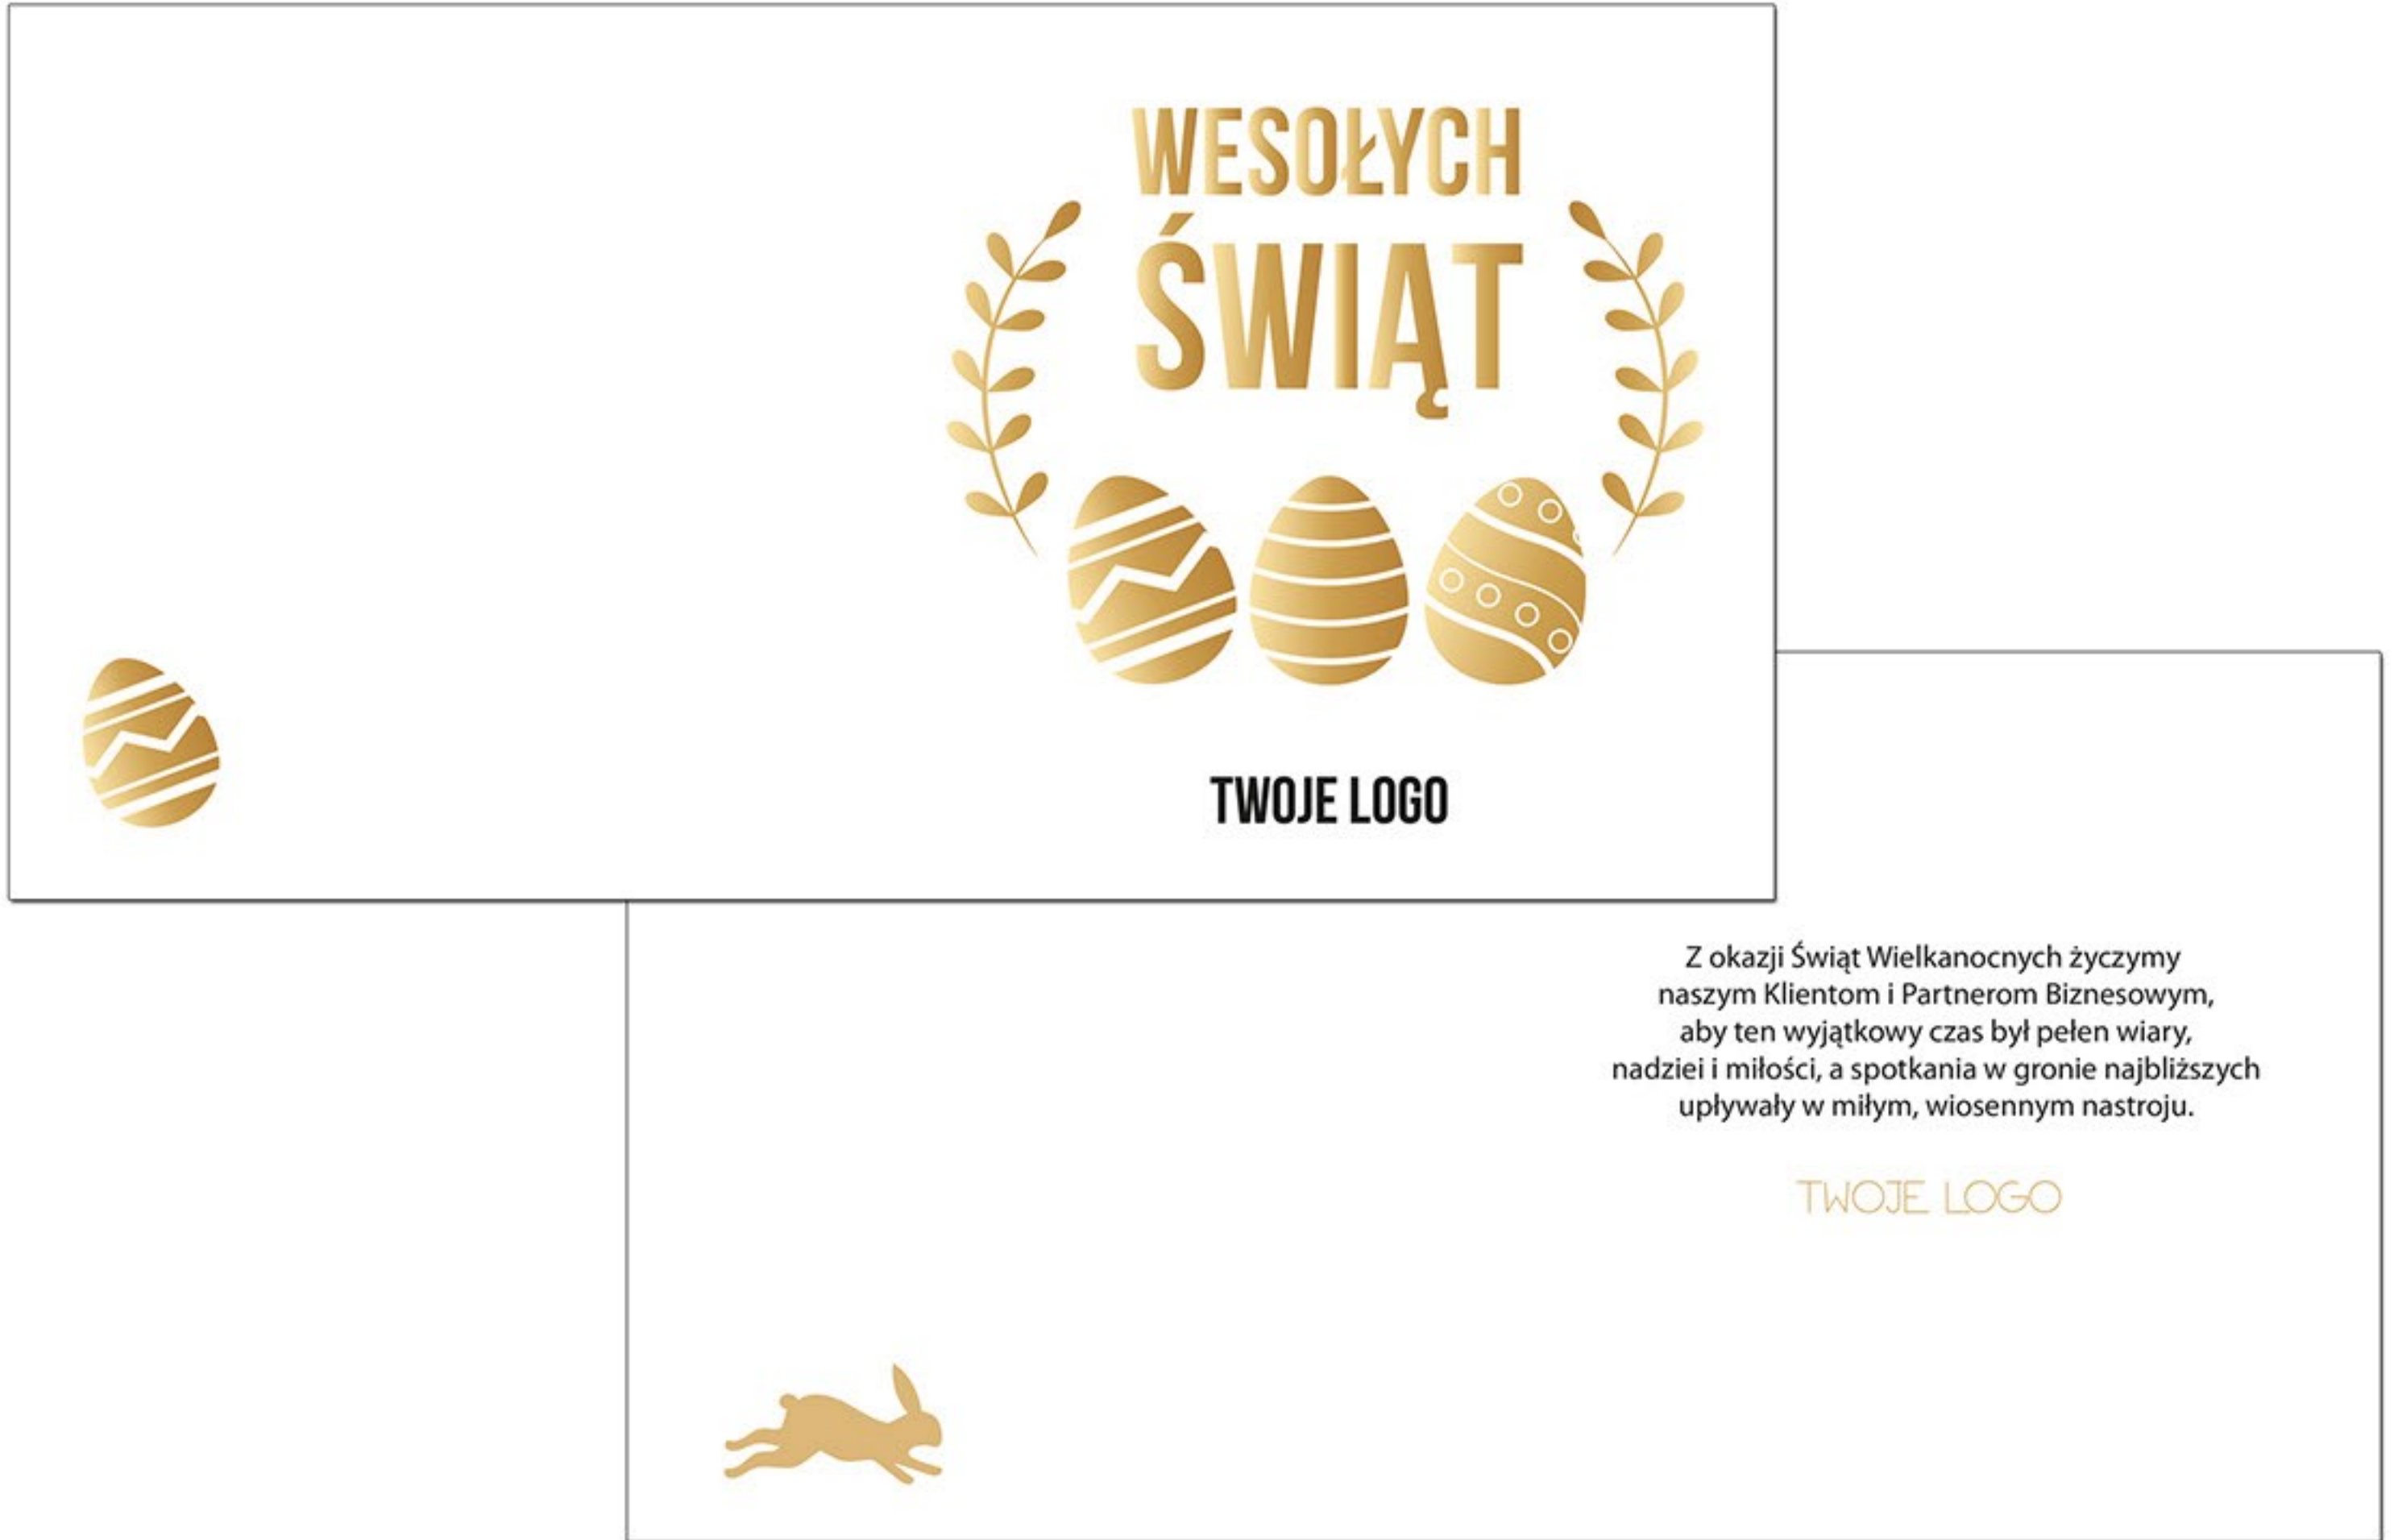 WESOŁYCH
ŚWIĄT
TWOJE LOGO
Z okazji Świąt Wielkanocnych życzymy
naszym Klientom i Partnerom Biznesowym,
aby ten wyjątkowy czas był pełen wiary,
nadziei i miłości, a spotkania w gronie najbliższych
upływały w miłym, wiosennym nastroju.
TWOJE LOGO